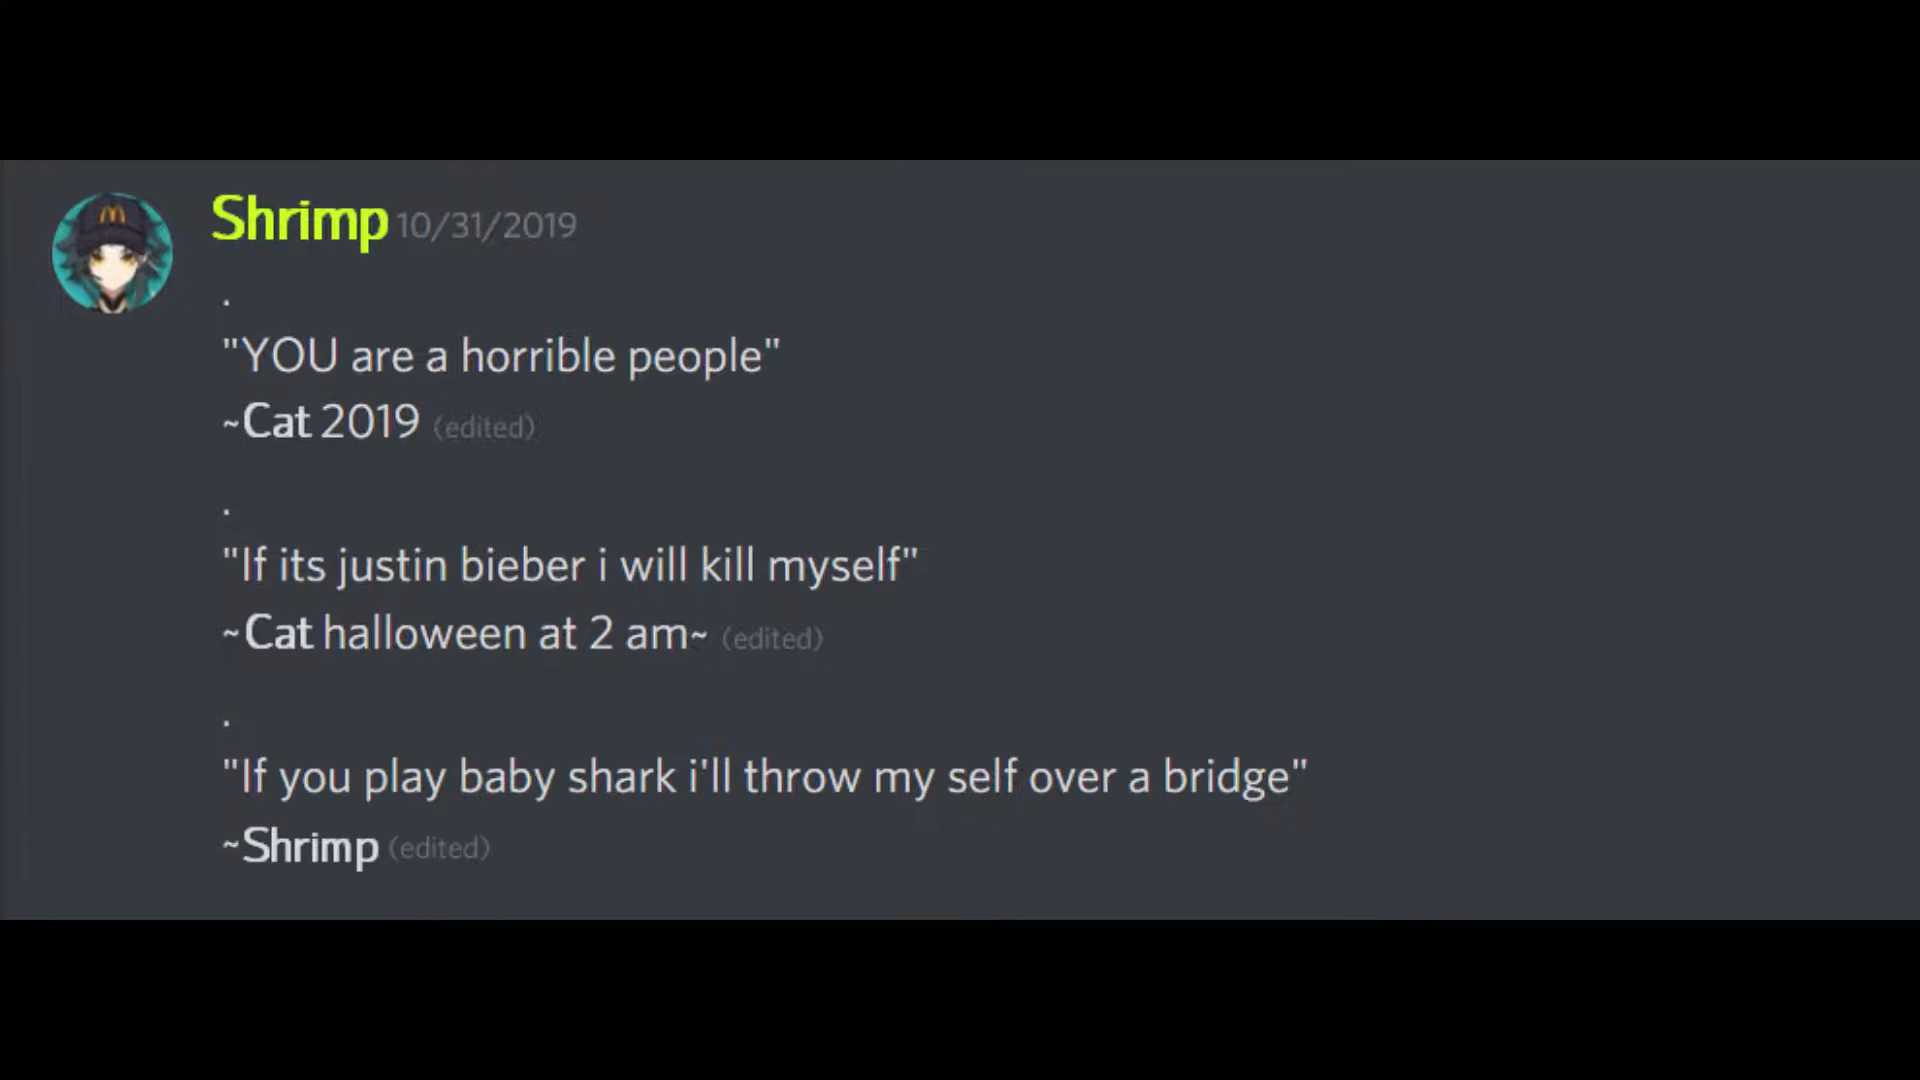 Shrimp 10/31/2019
.
"YOU are a horrible people"
~Cat 2019 (edited)
.
"If its justin bieber i will kill myself"
~Cat halloween at 2 am~ (edited)
.
"If you play baby shark i'll throw my self over a bridge"
~Shrimp (edited)